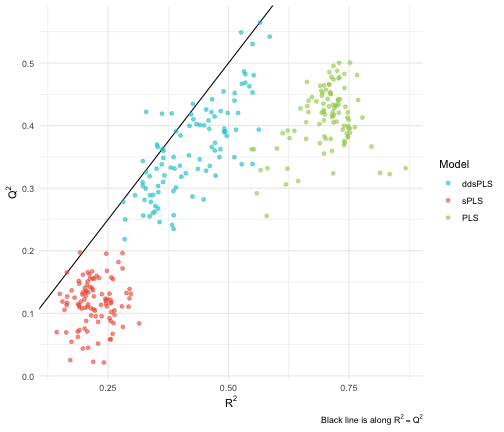 0.5
0.4
0.3
0.2
0.1
0.0
Q²
0.25 0.50 0.75
R²
Model
ddsPLS
sPLS
PLS
Black line is along R² = Q²